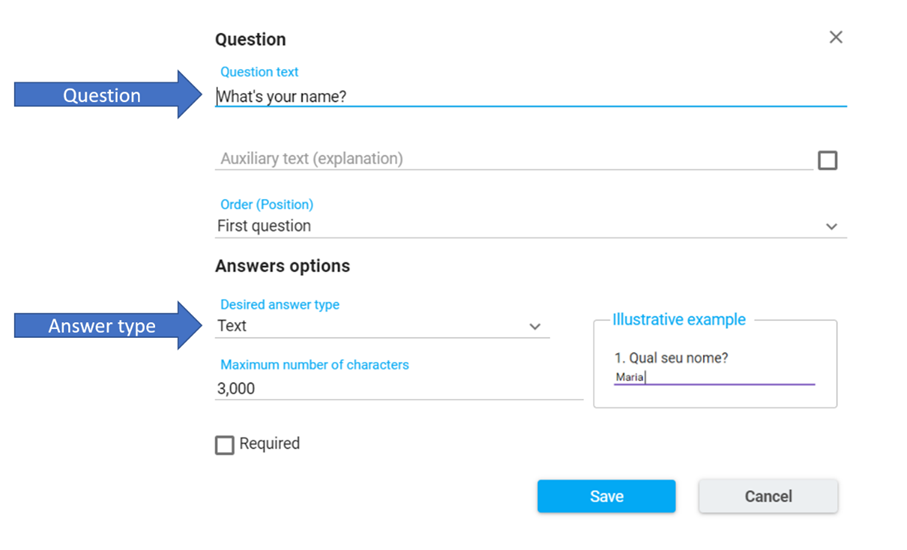 Question
Question text
Question
What's your name?
Auxiliary text (explanation)
Order (Position)
First question
Answers options
Desired answer type
Answer type
Text
Illustrative example
1. Qual seu nome?
Maria
Maximum number of characters
3,000
Required
Save
Cancel